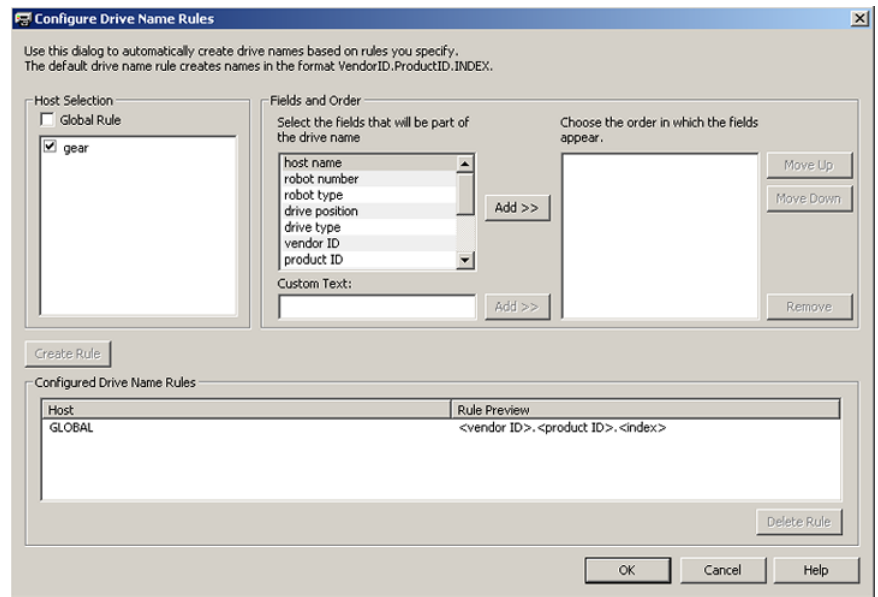 Configure Drive Name Rules
Use this dialog to automatically create drive names based on rules you specify.
The default drive name rule creates names in the format VendorID.ProductID.INDEX.
Host Selection
Global Rule
gear
Fields and Order
Select the fields that will be part of
the drive name
host name
robot number
robot type
drive position
drive type
vendor ID
product ID
Custom Text:
Add >>
Add >>
Choose the order in which the fields
appear.
Move Up
Move Down
Remove
Create Rule
Configured Drive Name Rules
Host Rule Preview
GLOBAL <vendor ID>.<product ID>.<index>
Delete Rule
OK Cancel Help